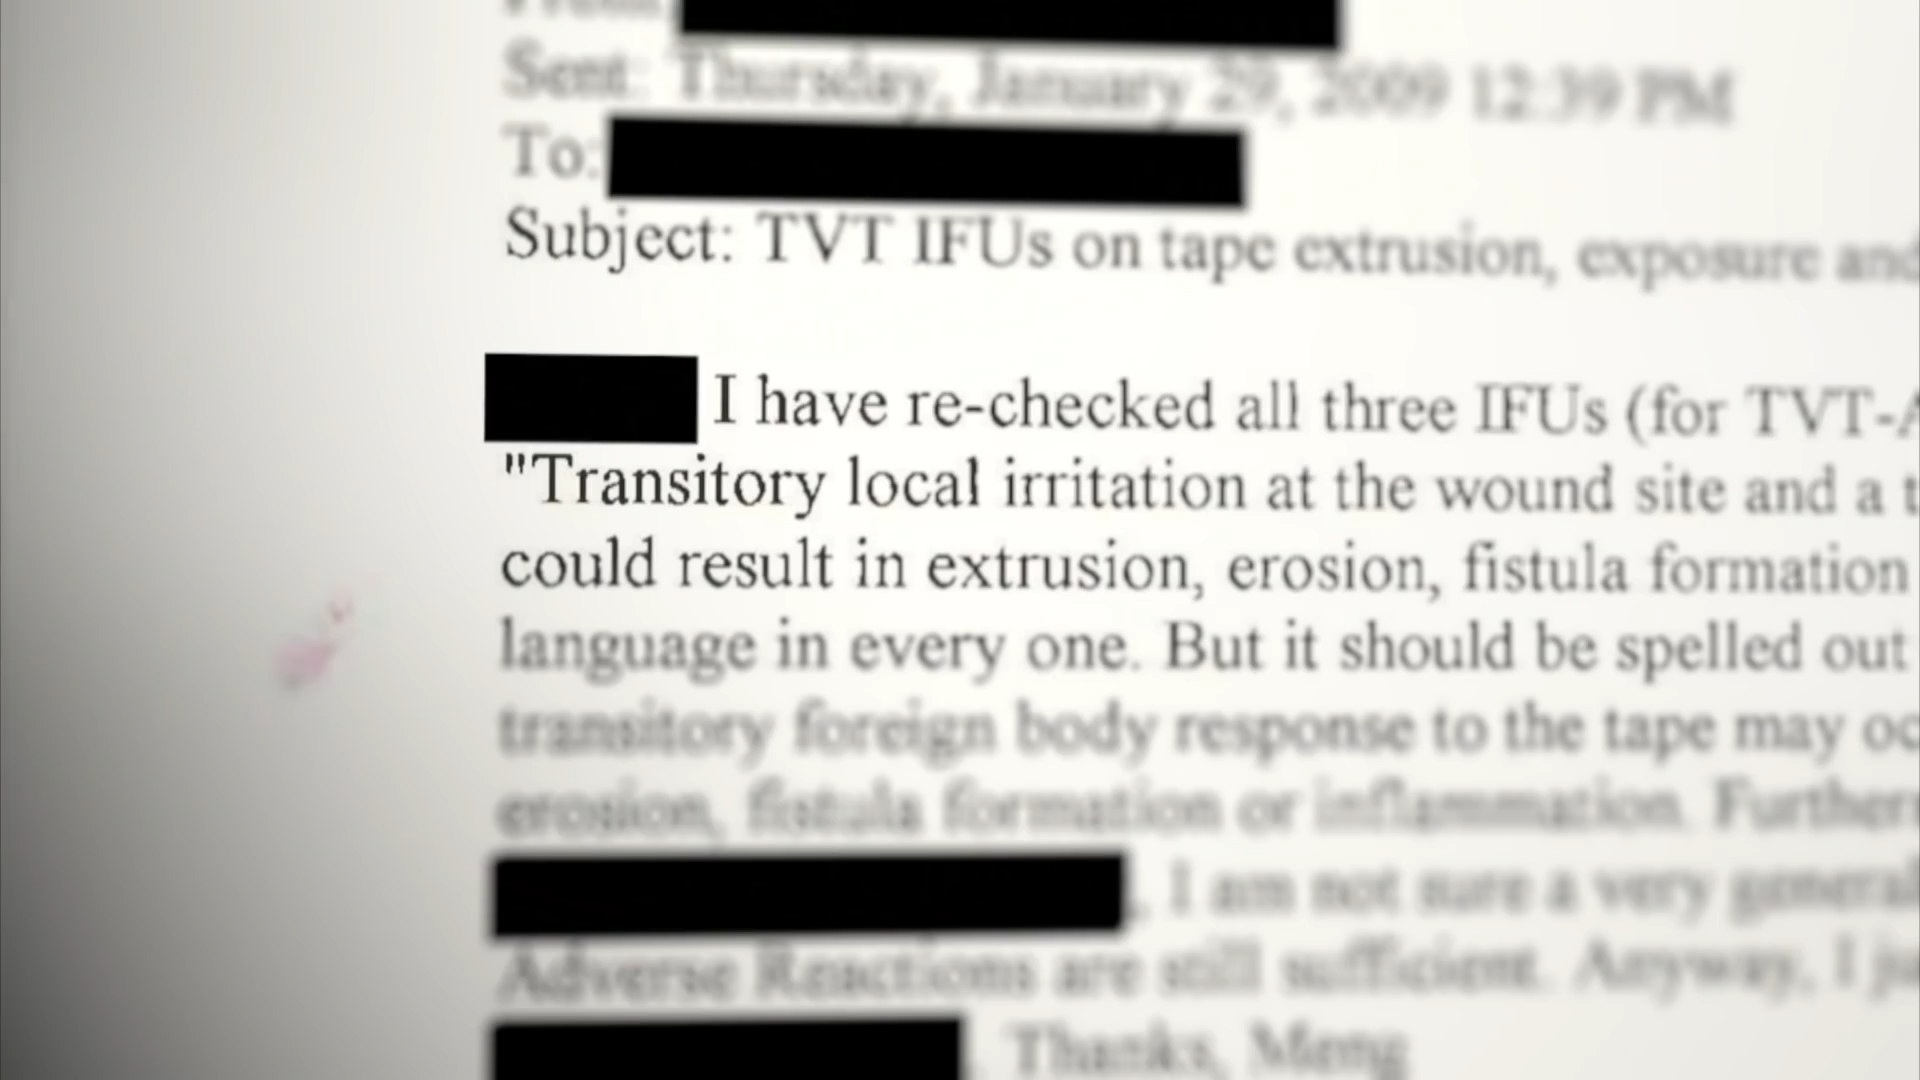 From:
Sent: Thursday, January 29, 2009 12:39 PM
To:
Subject: TVT IFUs on tape extrusion, exposure and
I have re-checked all three IFUs (for TVT-A
"Transitory local irritation at the wound site and a t
could result in extrusion, erosion, fistula formation
language in every one. But it should be spelled out
transitory foreign body response to the tape may oc
erosion, fistula formation or inflammation. Further
, I am not sure a very general
Adverse Reactions are still sufficient. Anyway, I ju
. Thanks, Meng